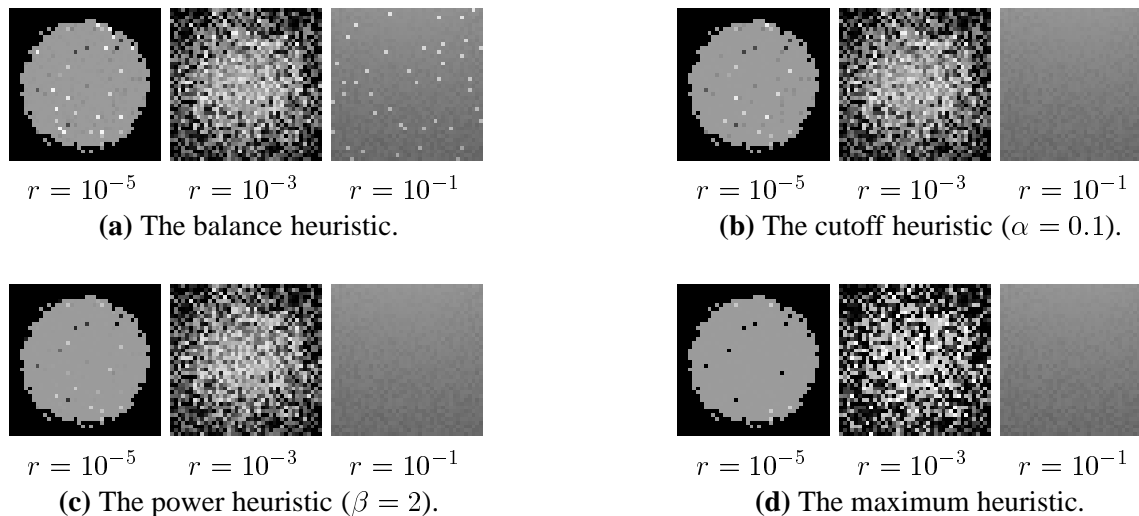 r = 10⁻⁵ r = 10⁻³ r = 10⁻¹
(a) The balance heuristic.
r = 10⁻⁵ r = 10⁻³ r = 10⁻¹
(b) The cutoff heuristic (α = 0.1).
r = 10⁻⁵ r = 10⁻³ r = 10⁻¹
(c) The power heuristic (β = 2).
r = 10⁻⁵ r = 10⁻³ r = 10⁻¹
(d) The maximum heuristic.